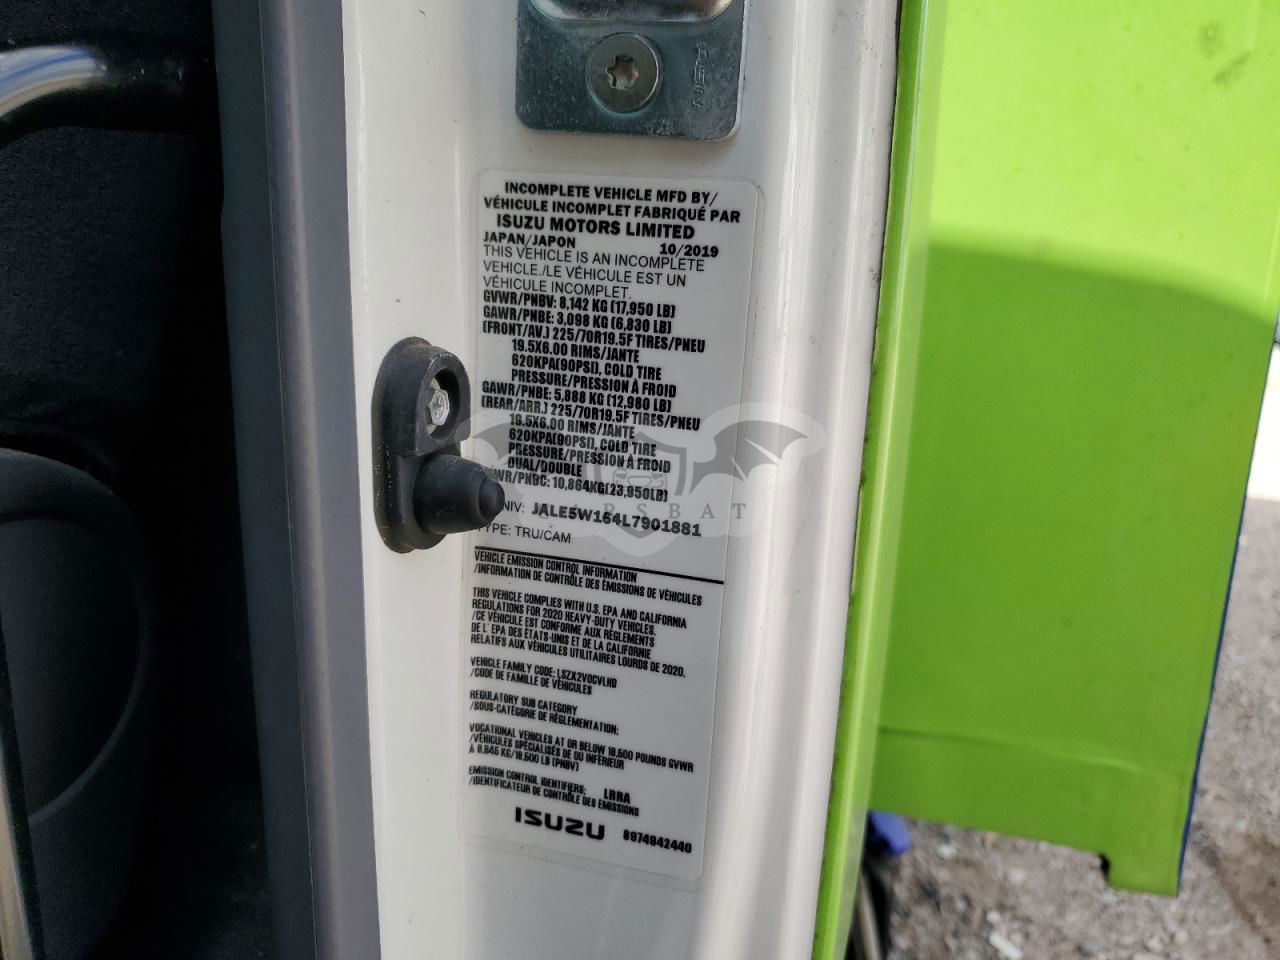 AISIN
INCOMPLETE VEHICLE MFD BY/
VÉHICULE INCOMPLET FABRIQUÉ PAR
ISUZU MOTORS LIMITED
JAPAN/JAPON 10/2019
THIS VEHICLE IS AN INCOMPLETE
VEHICLE./LE VÉHICULE EST UN
VÉHICULE INCOMPLET.
GVWR/PNBV: 8,142 KG (17,950 LB)
GAWR/PNBE: 3,098 KG (6,830 LB)
(FRONT/AV.) 225/70R19.5F TIRES/PNEU
19.5X6.00 RIMS/JANTE
620KPA(90PSI), COLD TIRE
PRESSURE/PRESSION À FROID
GAWR/PNBE: 5,888 KG (12,980 LB)
(REAR/ARR.) 225/70R19.5F TIRES/PNEU
19.5X6.00 RIMS/JANTE
620KPA(90PSI), COLD TIRE
PRESSURE/PRESSION À FROID
DUAL/DOUBLE
WR/PNBC: 10,864KG(23,950LB)
NIV: JALE5W164L7901881
TYPE: TRU/CAM
CARSBAT
VEHICLE EMISSION CONTROL INFORMATION
/INFORMATION DE CONTRÔLE DES ÉMISSIONS DE VÉHICULES
THIS VEHICLE COMPLIES WITH U.S. EPA AND CALIFORNIA
REGULATIONS FOR 2020 HEAVY-DUTY VEHICLES.
/CE VÉHICULE EST CONFORME AUX RÈGLEMENTS
DE L' EPA DES ÉTATS-UNIS ET DE LA CALIFORNIE
RELATIFS AUX VÉHICULES UTILITAIRES LOURDS DE 2020.
VEHICLE FAMILY CODE: LSZX2VOCVLHD
/CODE DE FAMILLE DE VÉHICULES
REGULATORY SUB CATEGORY
/SOUS-CATÉGORIE DE RÈGLEMENTATION:
VOCATIONAL VEHICLES AT OR BELOW 19,500 POUNDS GVWR
/VÉHICULES SPÉCIALISÉS DE OU INFÉRIEUR
À 8,845 KG/19,500 LB (PNBV)
EMISSION CONTROL IDENTIFIERS: LRRA
/IDENTIFICATEUR DE CONTRÔLE DES ÉMISSIONS
ISUZU 8974942440